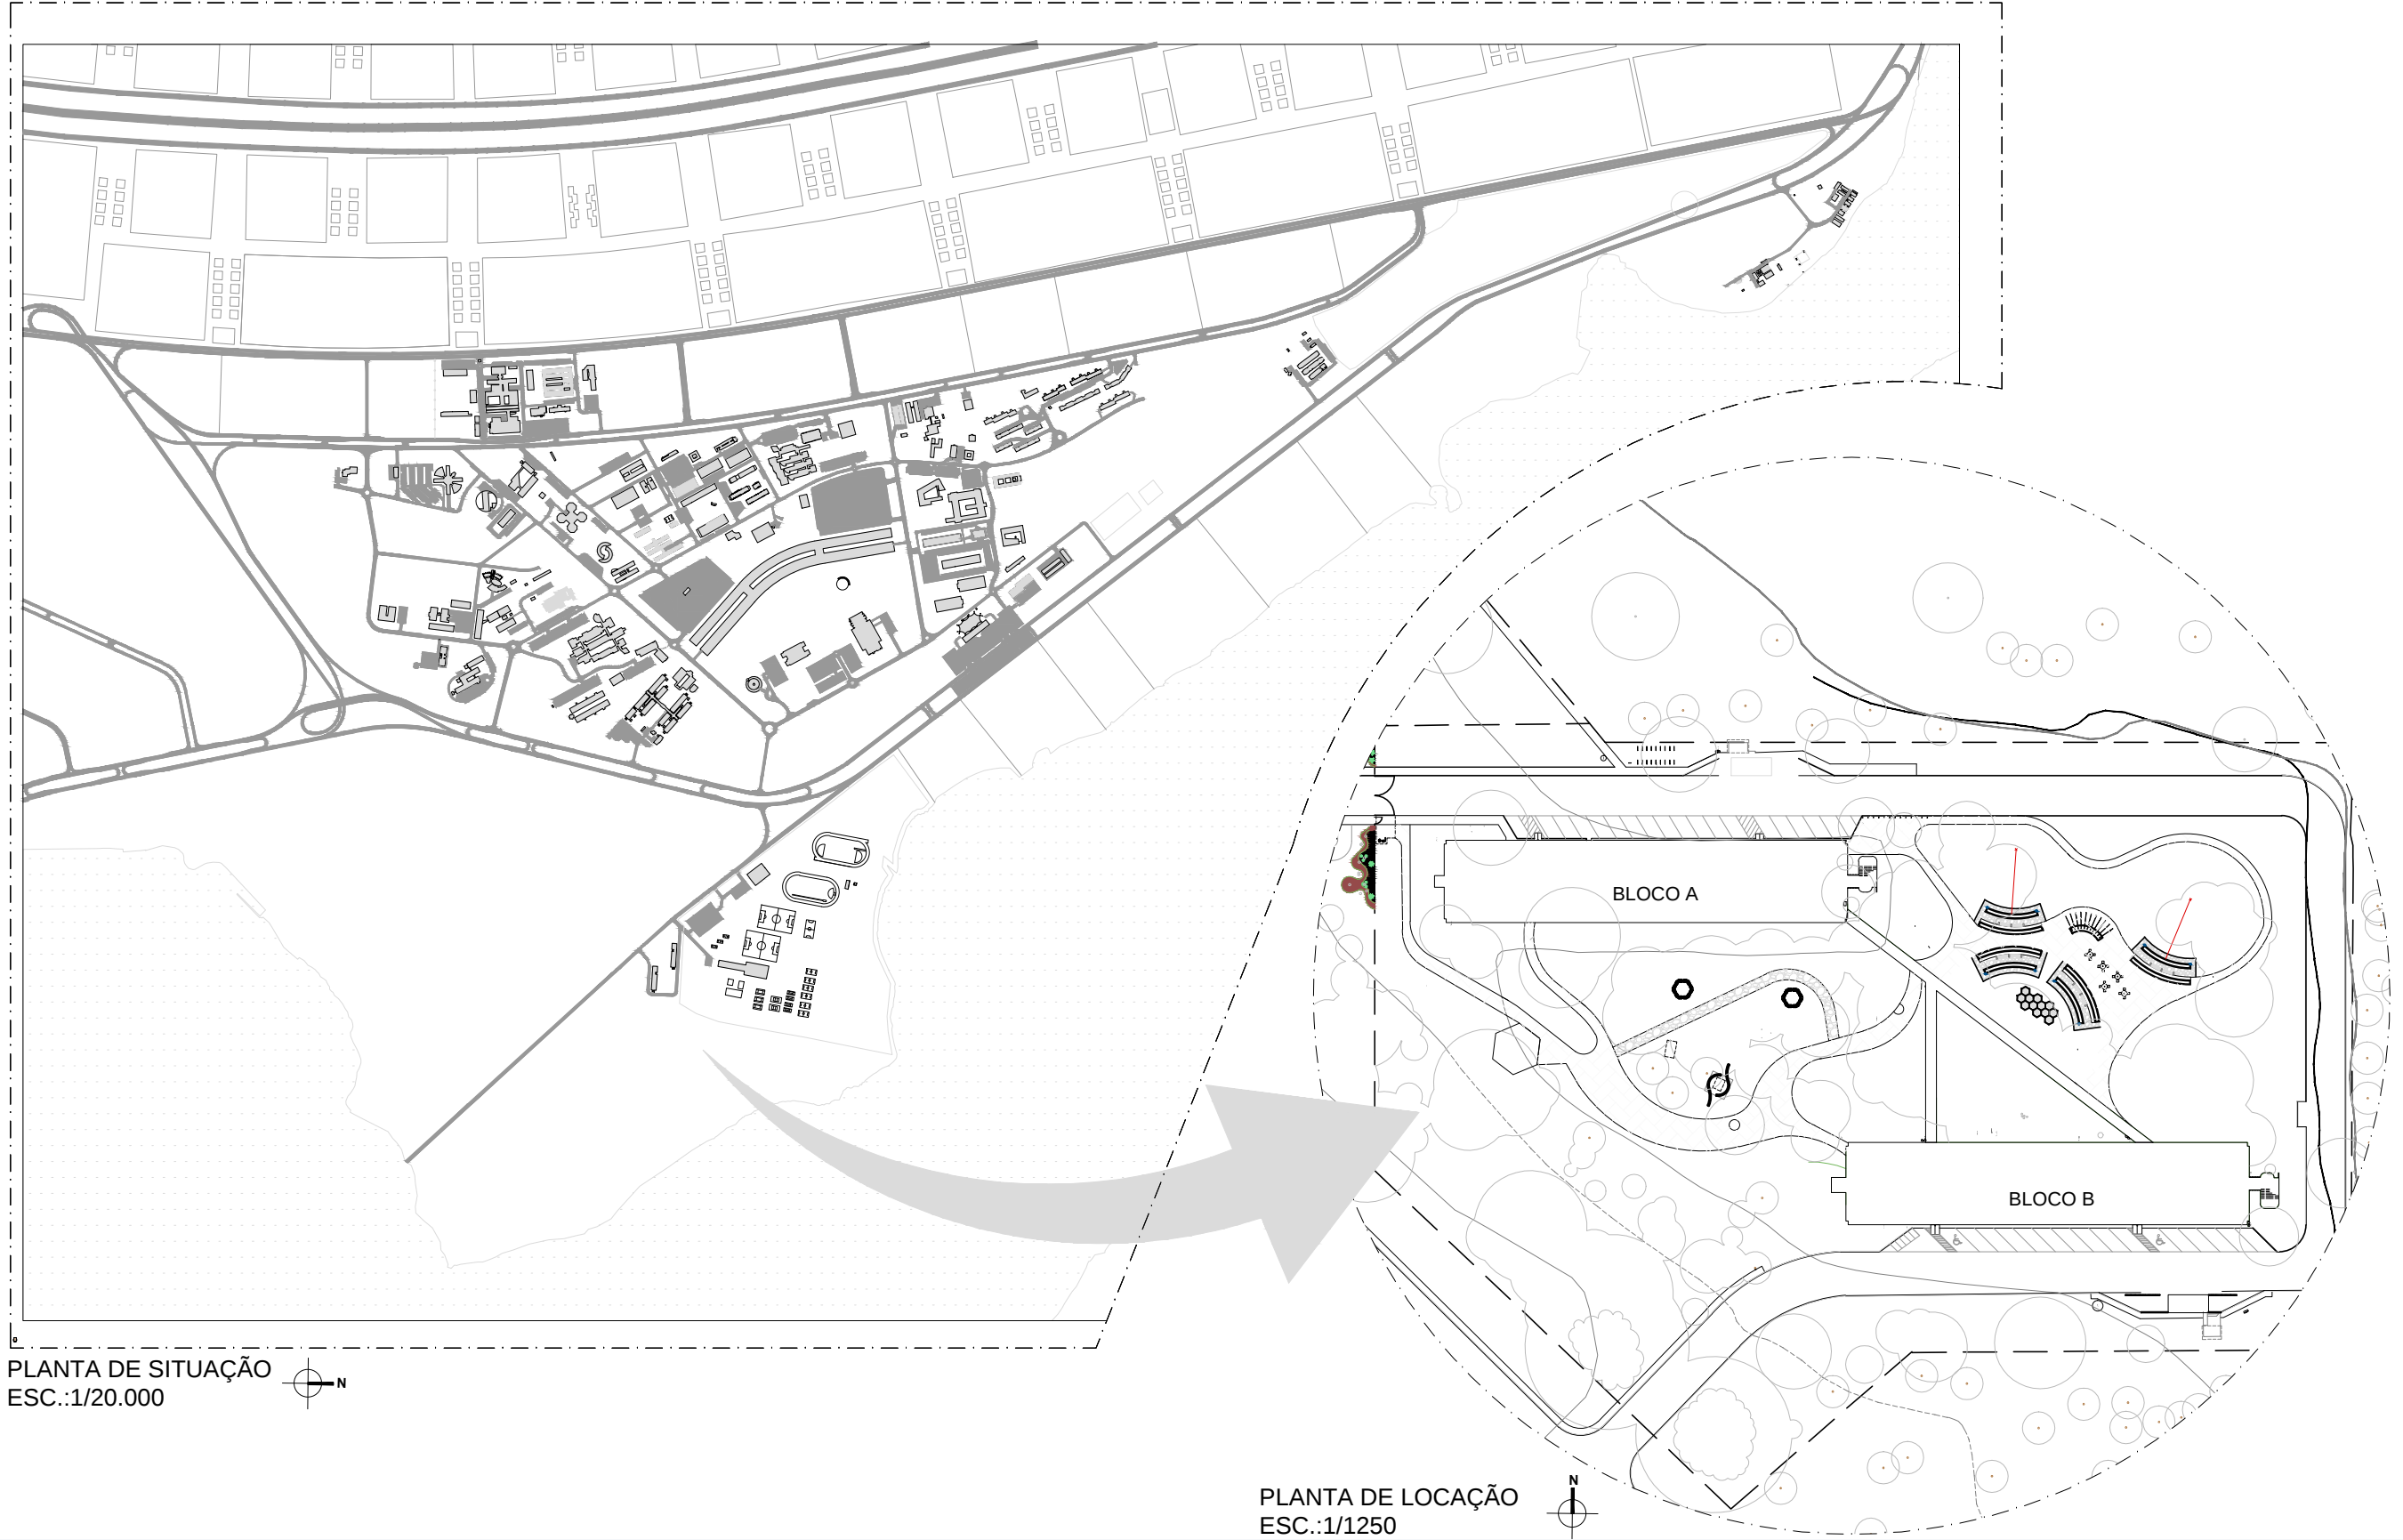 BLOCO A
BLOCO B
PLANTA DE SITUAÇÃO
ESC.:1/20.000
N
PLANTA DE LOCAÇÃO
ESC.:1/1250
N